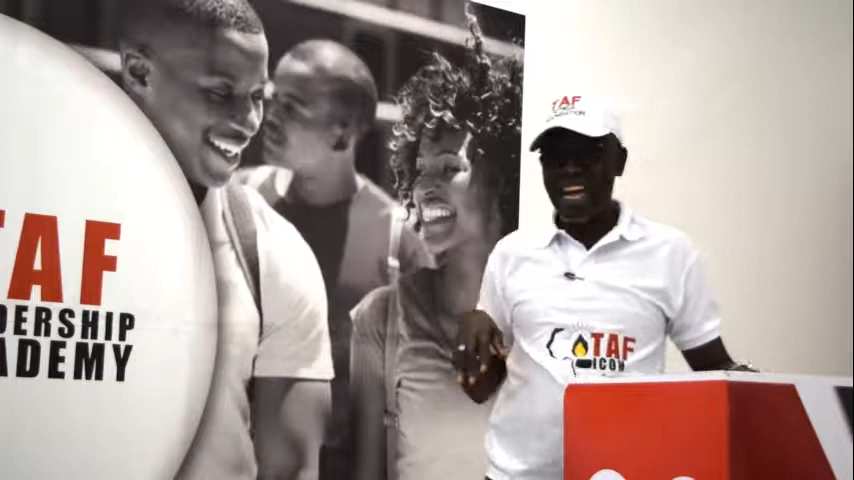 TAF
DERSHIP
ADEMY
TAF
TAF
ICON